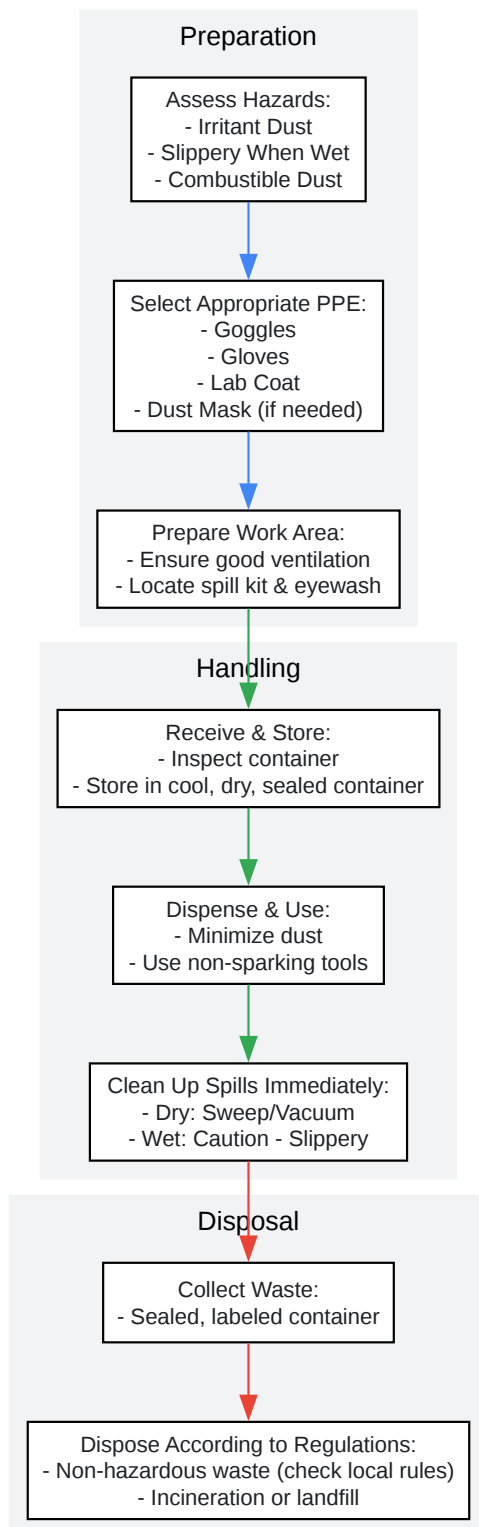 Preparation
Assess Hazards:
- Irritant Dust
- Slippery When Wet
- Combustible Dust
Select Appropriate PPE:
- Goggles
- Gloves
- Lab Coat
- Dust Mask (if needed)
Prepare Work Area:
- Ensure good ventilation
- Locate spill kit & eyewash
Handling
Receive & Store:
- Inspect container
- Store in cool, dry, sealed container
Dispense & Use:
- Minimize dust
- Use non-sparking tools
Clean Up Spills Immediately:
- Dry: Sweep/Vacuum
- Wet: Caution - Slippery
Disposal
Collect Waste:
- Sealed, labeled container
Dispose According to Regulations:
- Non-hazardous waste (check local rules)
- Incineration or landfill